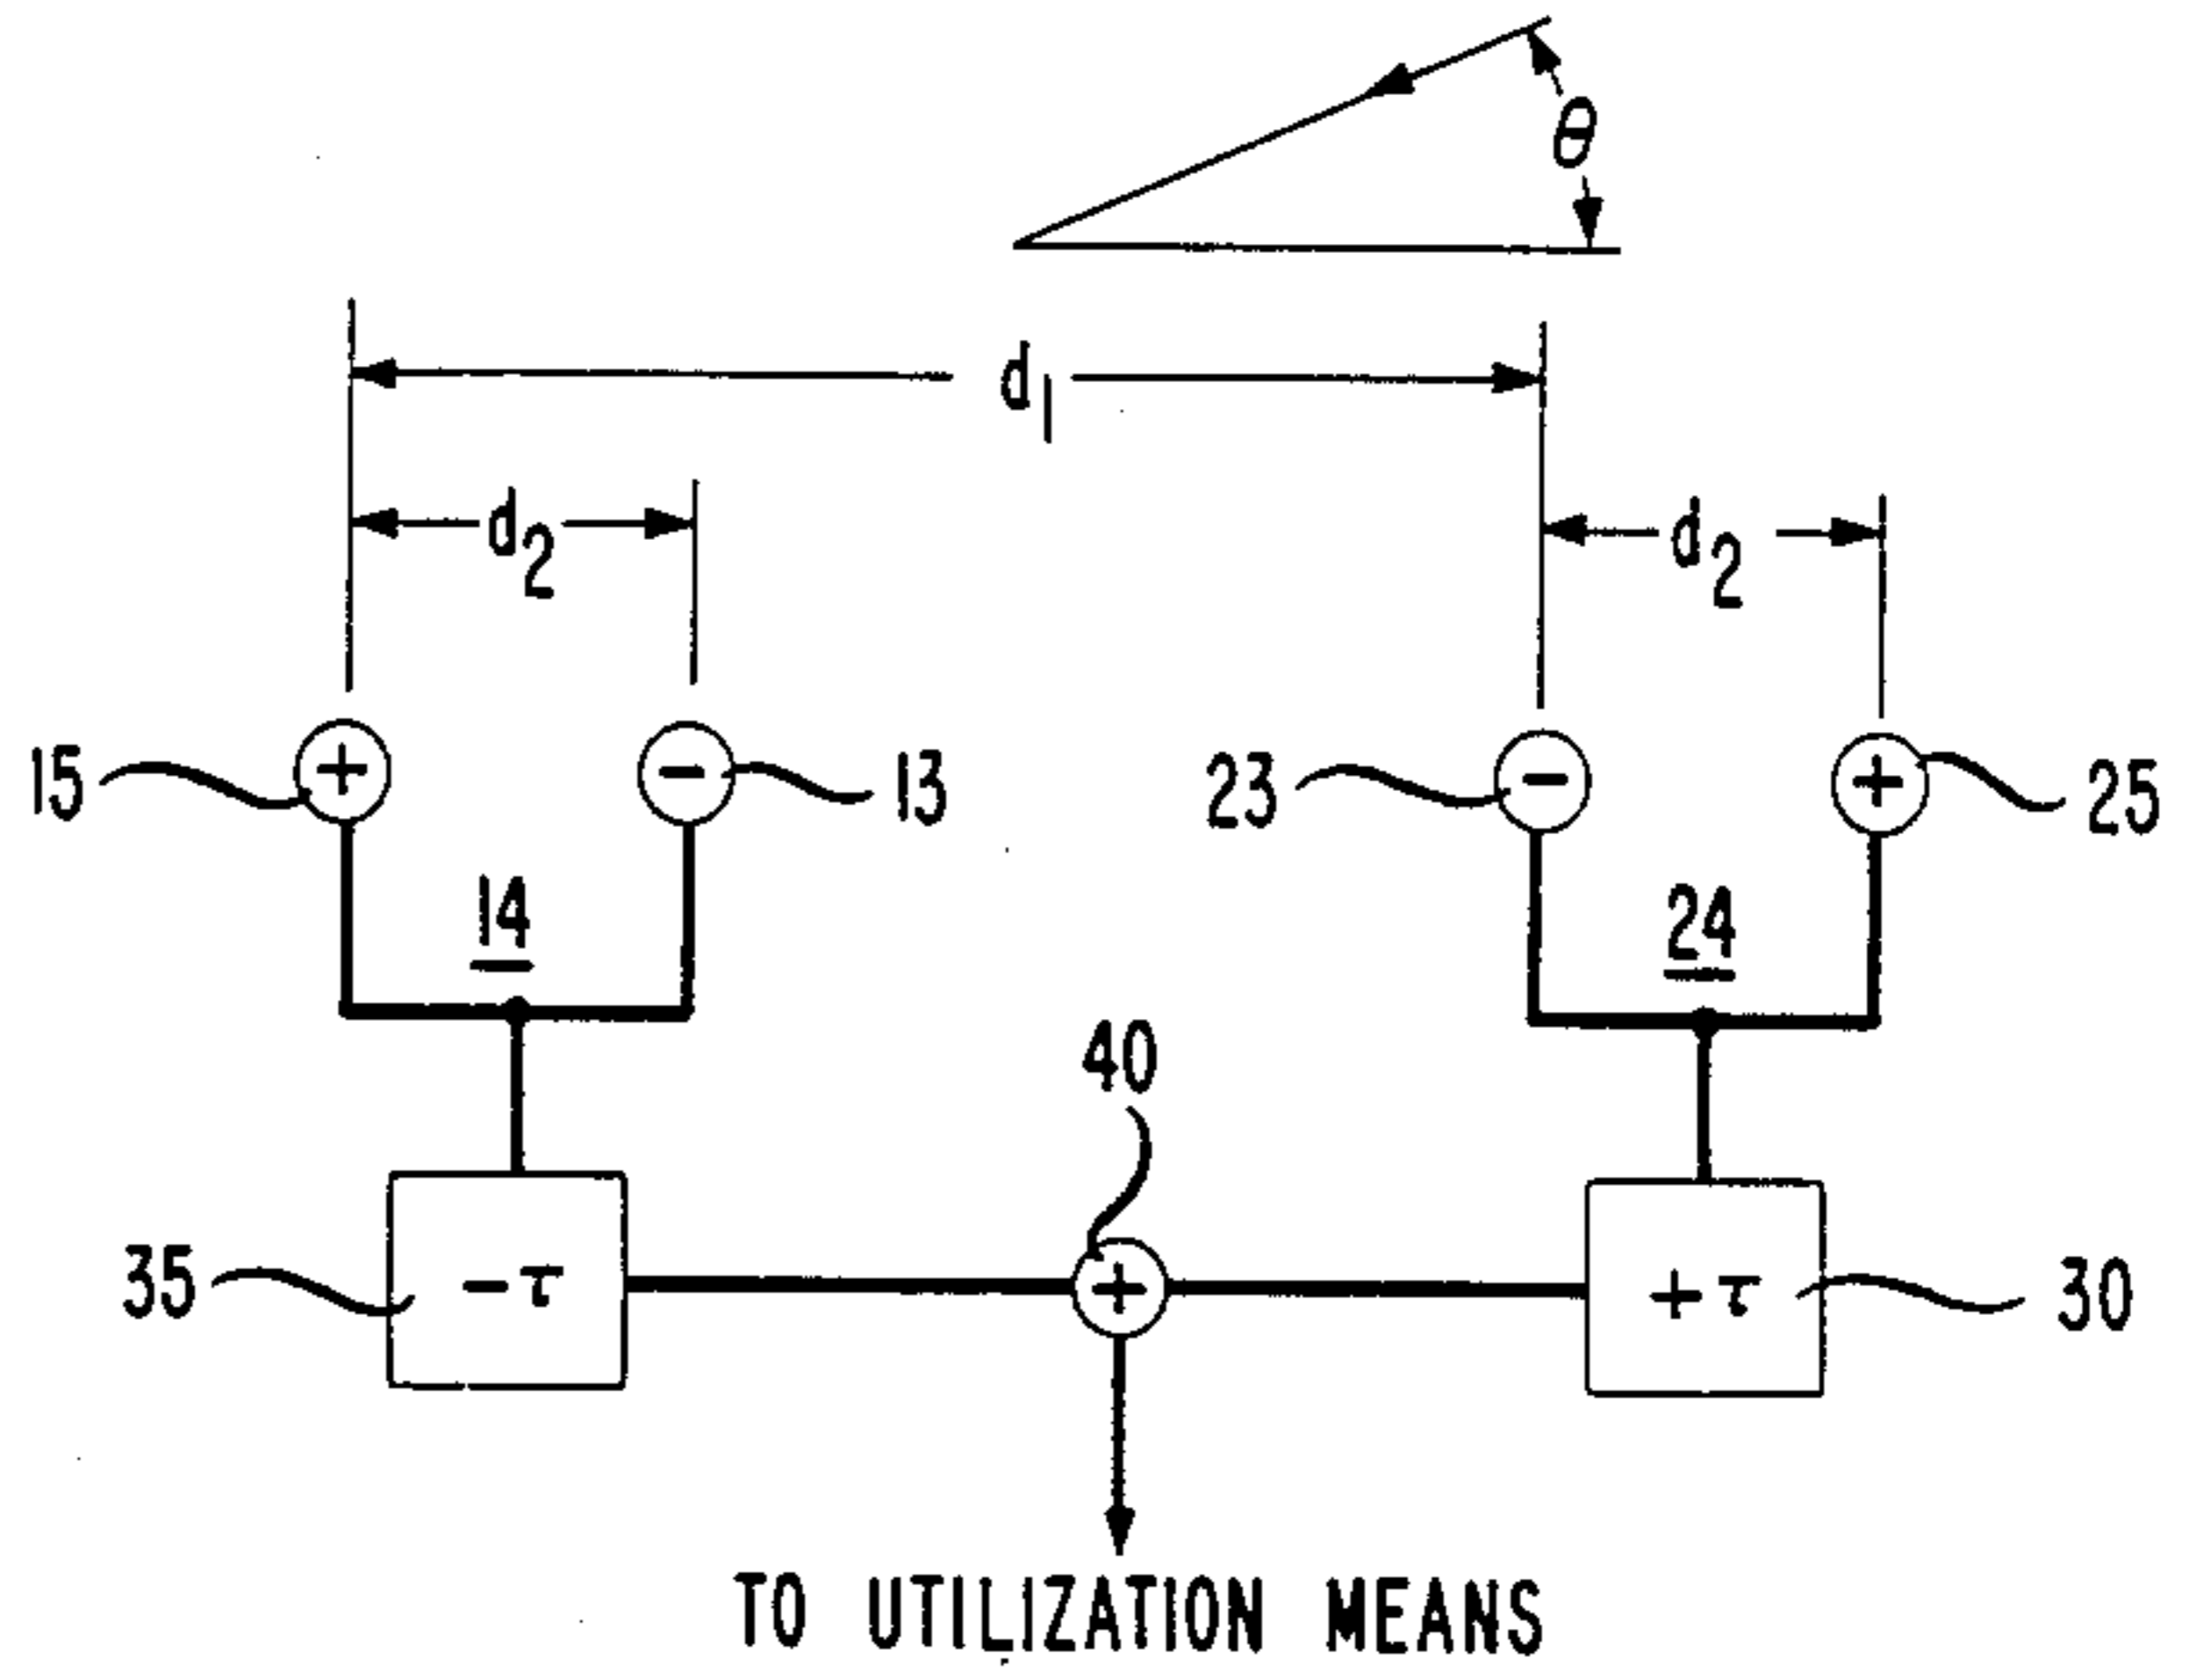 θ
d1
d2
d2
15
+
-
13
23
-
+
25
14
24
40
35
-τ
+
+τ
30
TO UTILIZATION MEANS